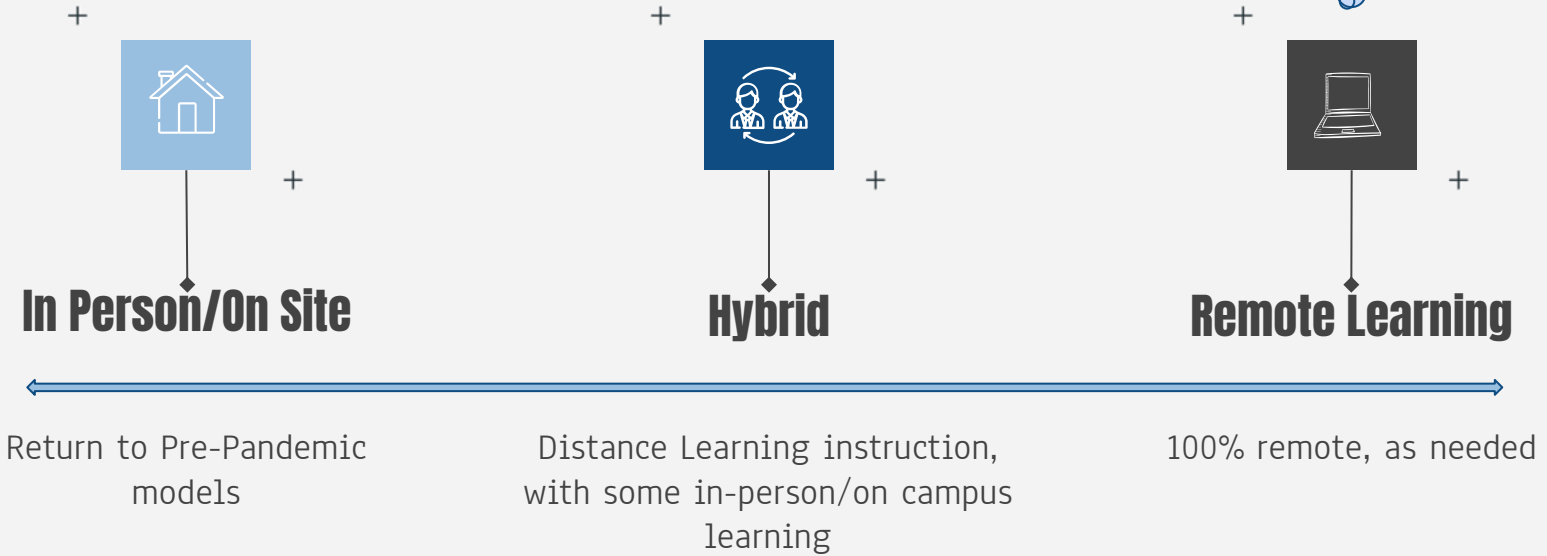 In Person/On Site
Hybrid
Remote Learning
Return to Pre-Pandemic
models
Distance Learning instruction,
with some in-person/on campus
learning
100% remote, as needed